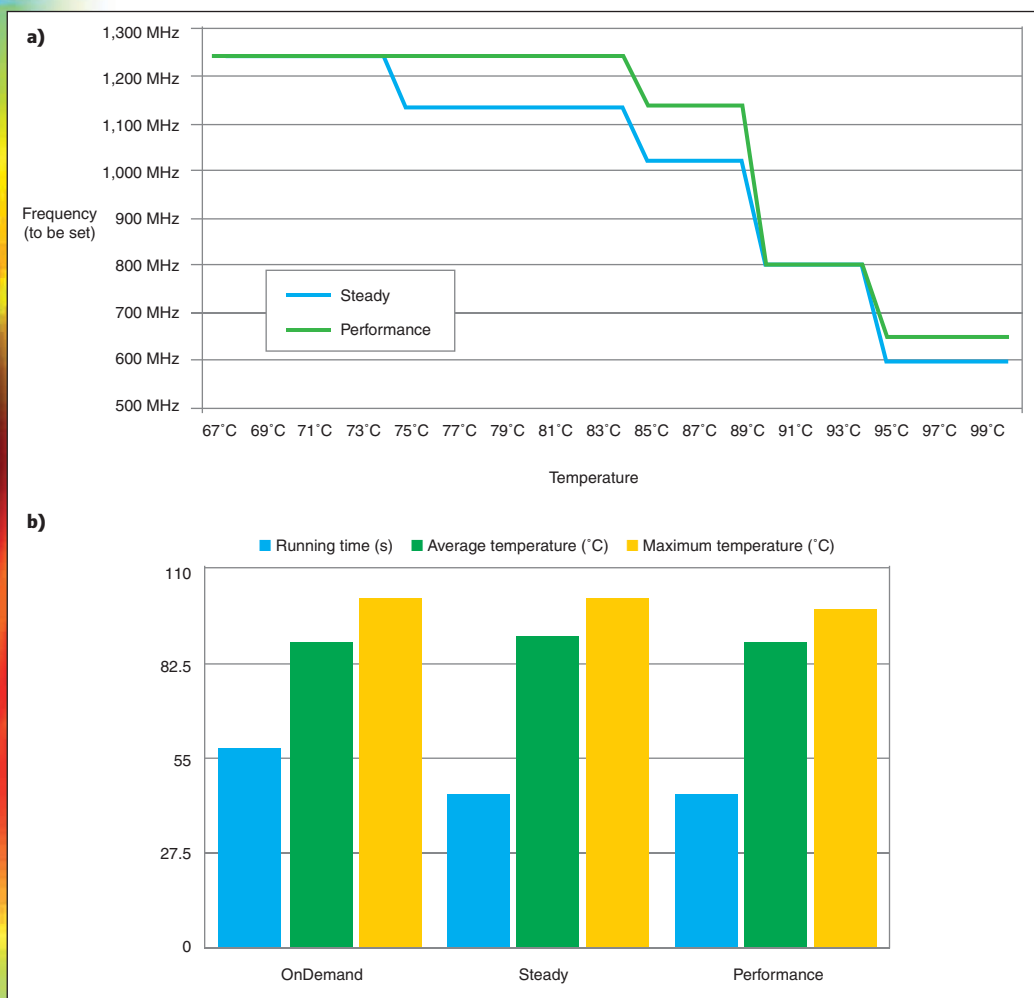 a)
1,300 MHz
1,200 MHz
1,100 MHz
1,000 MHz
900 MHz
800 MHz
700 MHz
600 MHz
500 MHz
Frequency
(to be set)
Steady
Performance
67˚C 69˚C 71˚C 73˚C 75˚C 77˚C 79˚C 81˚C 83˚C 85˚C 87˚C 89˚C 91˚C 93˚C 95˚C 97˚C 99˚C
Temperature
b)
Running time (s) Average temperature (˚C) Maximum temperature (˚C)
110
82.5
55
27.5
0
OnDemand Steady Performance